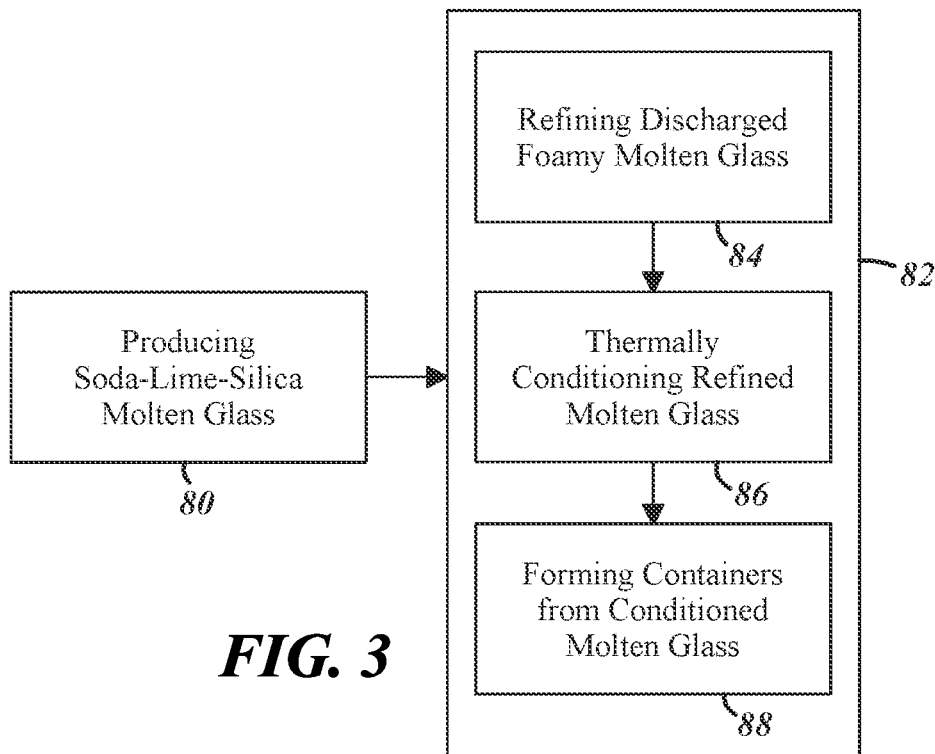 Refining Discharged
Foamy Molten Glass
84
82
Producing
Soda-Lime-Silica
Molten Glass
80
Thermally
Conditioning Refined
Molten Glass
86
Forming Containers
from Conditioned
Molten Glass
88
FIG. 3